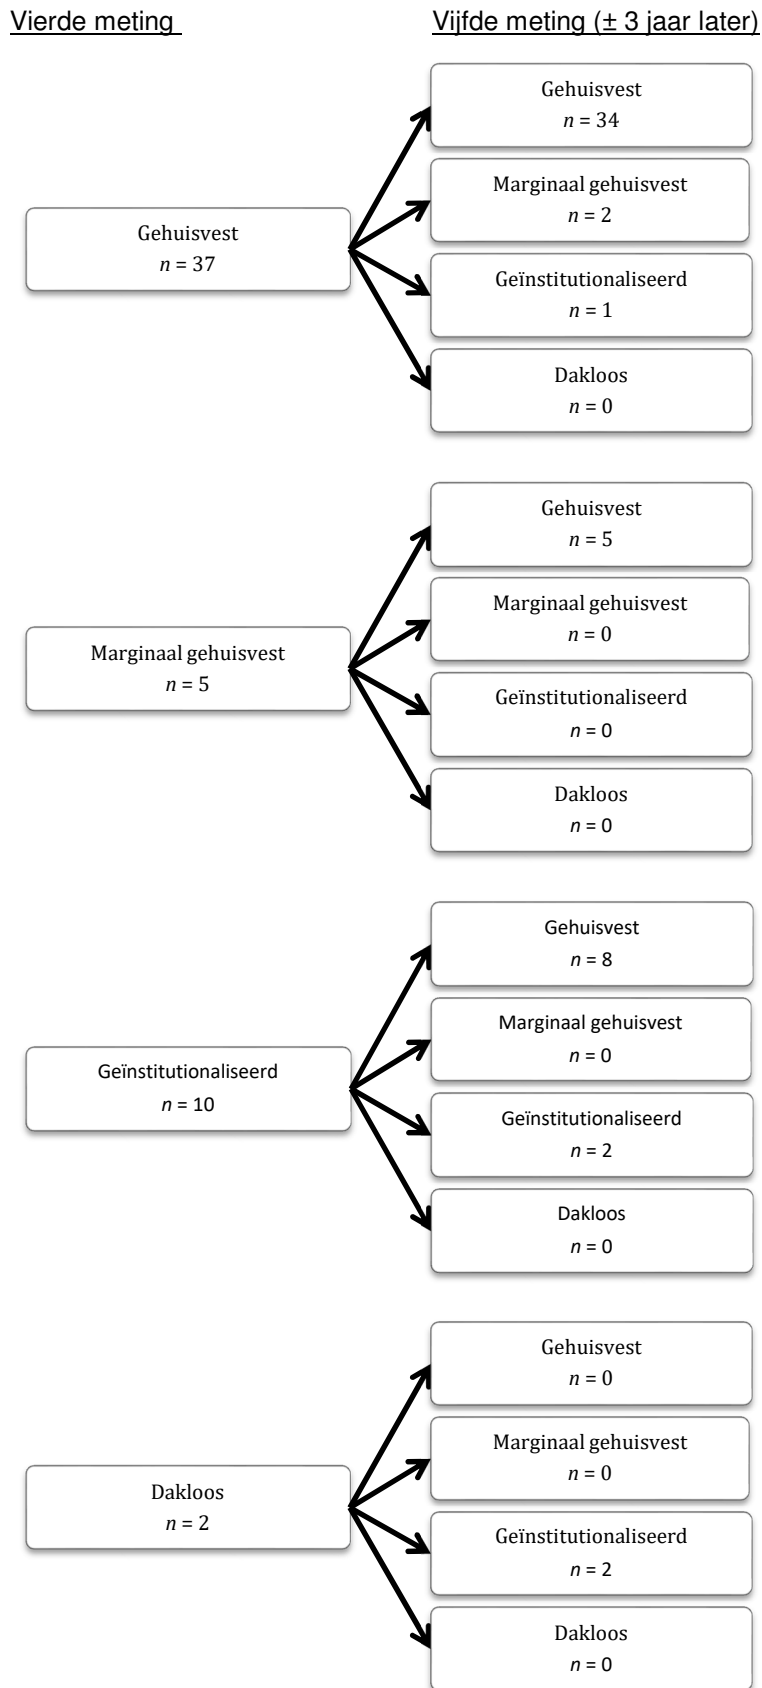 Vierde meting
Vijfde meting (± 3 jaar later)
Gehuisvest
n = 37
Gehuisvest
n = 34
Marginaal gehuisvest
n = 2
Geïnstitutionaliseerd
n = 1
Dakloos
n = 0
Marginaal gehuisvest
n = 5
Gehuisvest
n = 5
Marginaal gehuisvest
n = 0
Geïnstitutionaliseerd
n = 0
Dakloos
n = 0
Geïnstitutionaliseerd
n = 10
Gehuisvest
n = 8
Marginaal gehuisvest
n = 0
Geïnstitutionaliseerd
n = 2
Dakloos
n = 0
Dakloos
n = 2
Gehuisvest
n = 0
Marginaal gehuisvest
n = 0
Geïnstitutionaliseerd
n = 2
Dakloos
n = 0